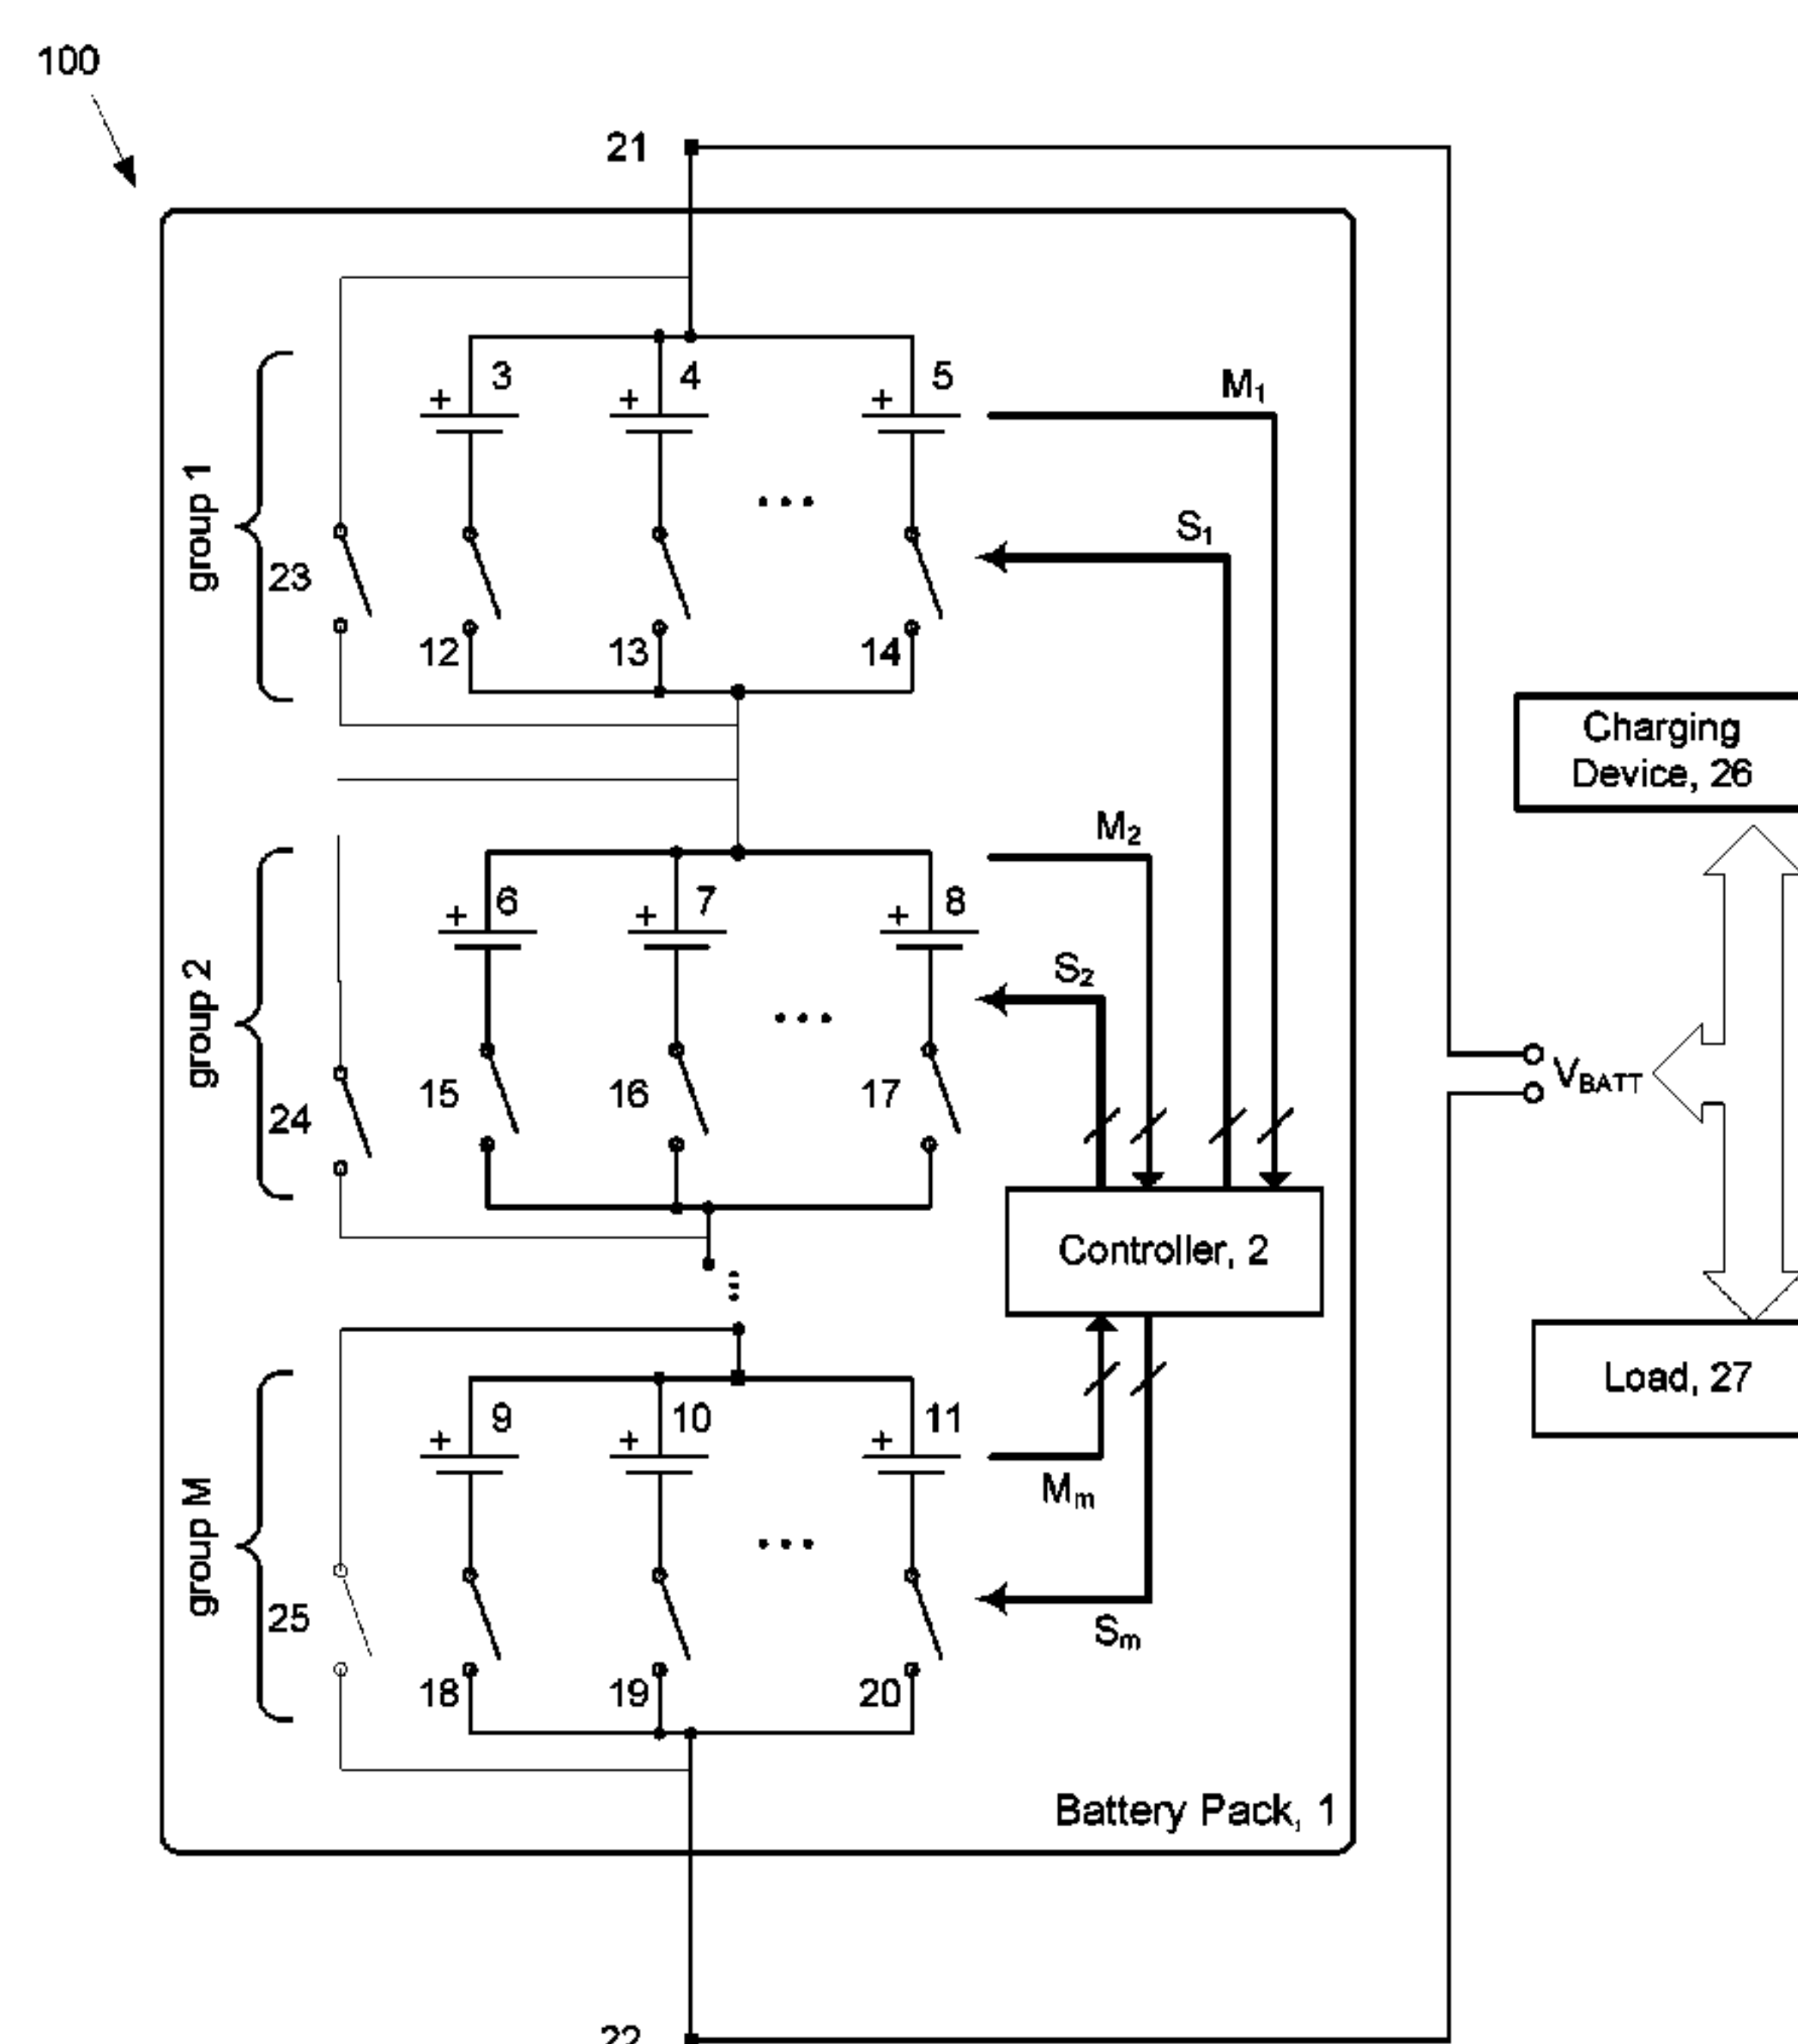 100
21
3
4
5
+
+
+
M1
S1
group 1
23
12
13
14
Charging
Device, 26
M2
6
7
8
+
+
+
S2
group 2
24
15
16
17
VBATT
Controller, 2
Load, 27
9
10
11
+
+
+
Mm
group M
25
Sm
18
19
20
Battery Pack, 1
22